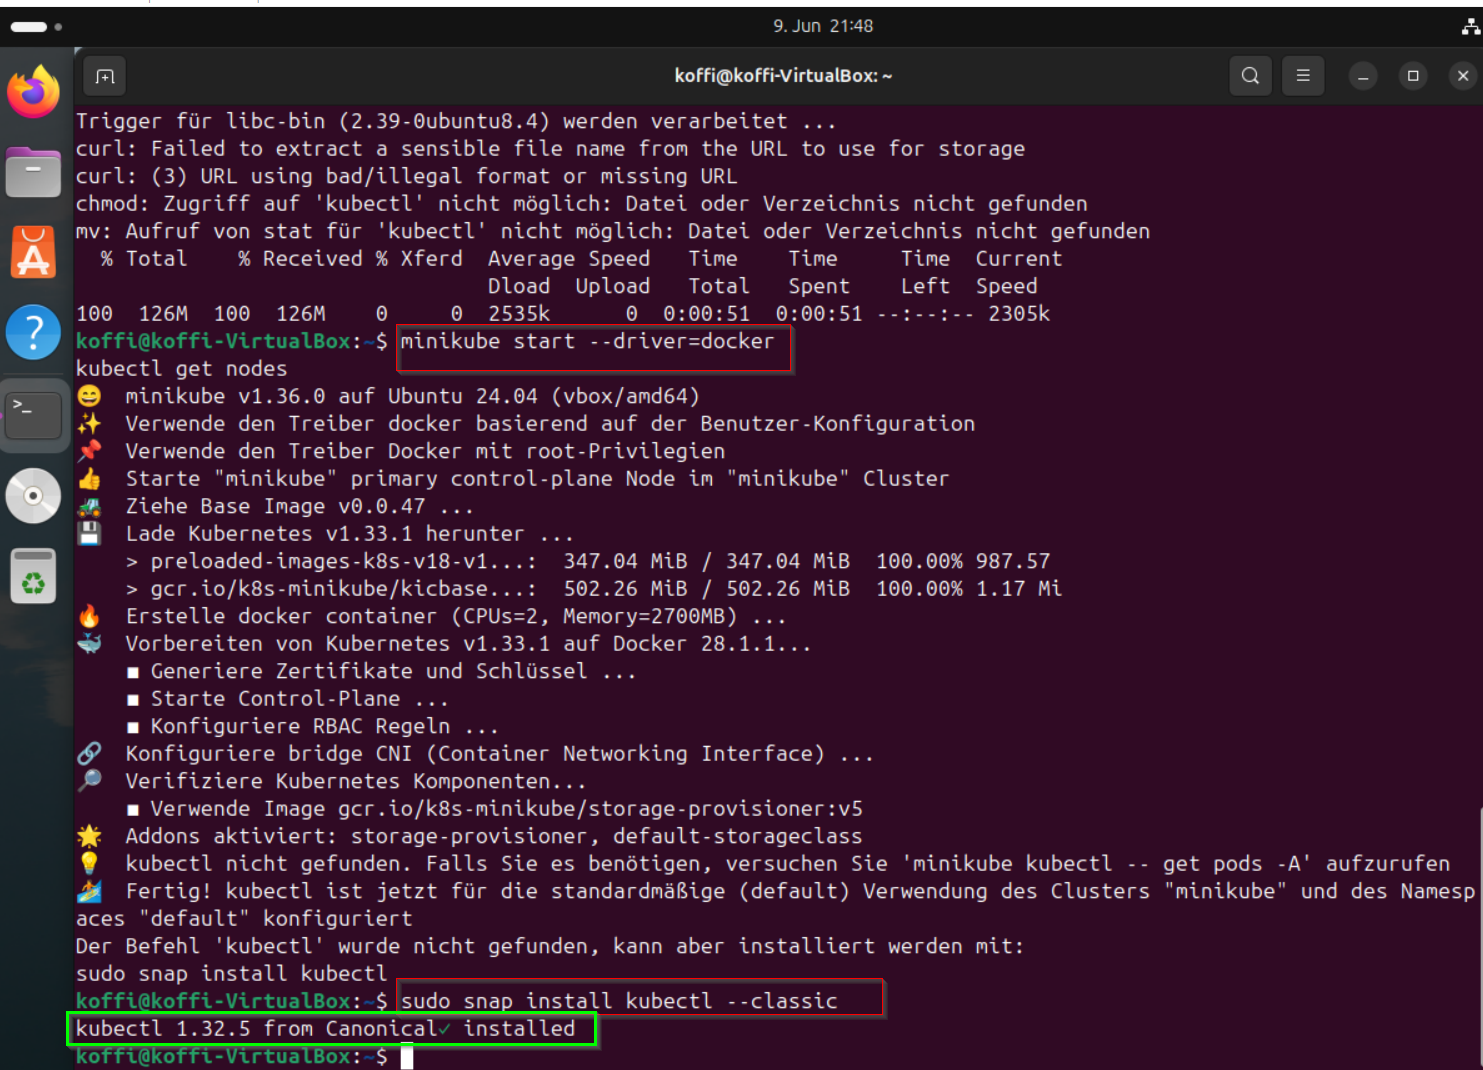 9. Jun 21:48
koffi@koffi-VirtualBox: ~
Trigger für libc-bin (2.39-0ubuntu8.4) werden verarbeitet ...
curl: Failed to extract a sensible file name from the URL to use for storage
curl: (3) URL using bad/illegal format or missing URL
chmod: Zugriff auf 'kubectl' nicht möglich: Datei oder Verzeichnis nicht gefunden
mv: Aufruf von stat für 'kubectl' nicht möglich: Datei oder Verzeichnis nicht gefunden
% Total % Received % Xferd Average Speed Time Time Time Current
Dload Upload Total Spent Left Speed
100 126M 100 126M 0 0 2535k 0 0:00:51 0:00:51 --:--:-- 2305k
koffi@koffi-VirtualBox:~$ minikube start --driver=docker
kubectl get nodes
😄 minikube v1.36.0 auf Ubuntu 24.04 (vbox/amd64)
✨ Verwende den Treiber docker basierend auf der Benutzer-Konfiguration
📌 Verwende den Treiber Docker mit root-Privilegien
👍 Starte "minikube" primary control-plane Node im "minikube" Cluster
🚜 Ziehe Base Image v0.0.47 ...
💾 Lade Kubernetes v1.33.1 herunter ...
> preloaded-images-k8s-v18-v1...: 347.04 MiB / 347.04 MiB 100.00% 987.57
> gcr.io/k8s-minikube/kicbase...: 502.26 MiB / 502.26 MiB 100.00% 1.17 Mi
🔥 Erstelle docker container (CPUs=2, Memory=2700MB) ...
🐳 Vorbereiten von Kubernetes v1.33.1 auf Docker 28.1.1...
▪ Generiere Zertifikate und Schlüssel ...
▪ Starte Control-Plane ...
▪ Konfiguriere RBAC Regeln ...
🔗 Konfiguriere bridge CNI (Container Networking Interface) ...
🔎 Verifiziere Kubernetes Komponenten...
▪ Verwende Image gcr.io/k8s-minikube/storage-provisioner:v5
🌟 Addons aktiviert: storage-provisioner, default-storageclass
💡 kubectl nicht gefunden. Falls Sie es benötigen, versuchen Sie 'minikube kubectl -- get pods -A' aufzurufen
🏄 Fertig! kubectl ist jetzt für die standardmäßige (default) Verwendung des Clusters "minikube" und des Namesp
aces "default" konfiguriert
Der Befehl 'kubectl' wurde nicht gefunden, kann aber installiert werden mit:
sudo snap install kubectl
koffi@koffi-VirtualBox:~$ sudo snap install kubectl --classic
kubectl 1.32.5 from Canonical✓ installed
koffi@koffi-VirtualBox:~$